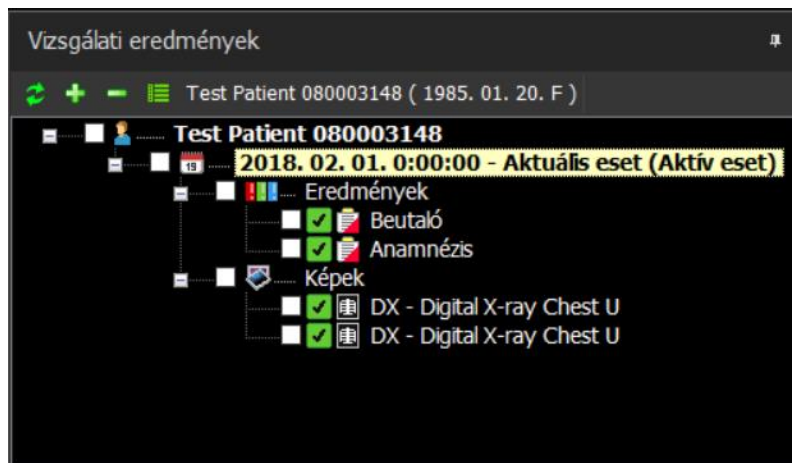 Vizsgálati eredmények
Test Patient 080003148 ( 1985. 01. 20. F )
Test Patient 080003148
19 2018. 02. 01. 0:00:00 - Aktuális eset (Aktív eset)
Eredmények
Beutaló
Anamnézis
Képek
DX - Digital X-ray Chest U
DX - Digital X-ray Chest U